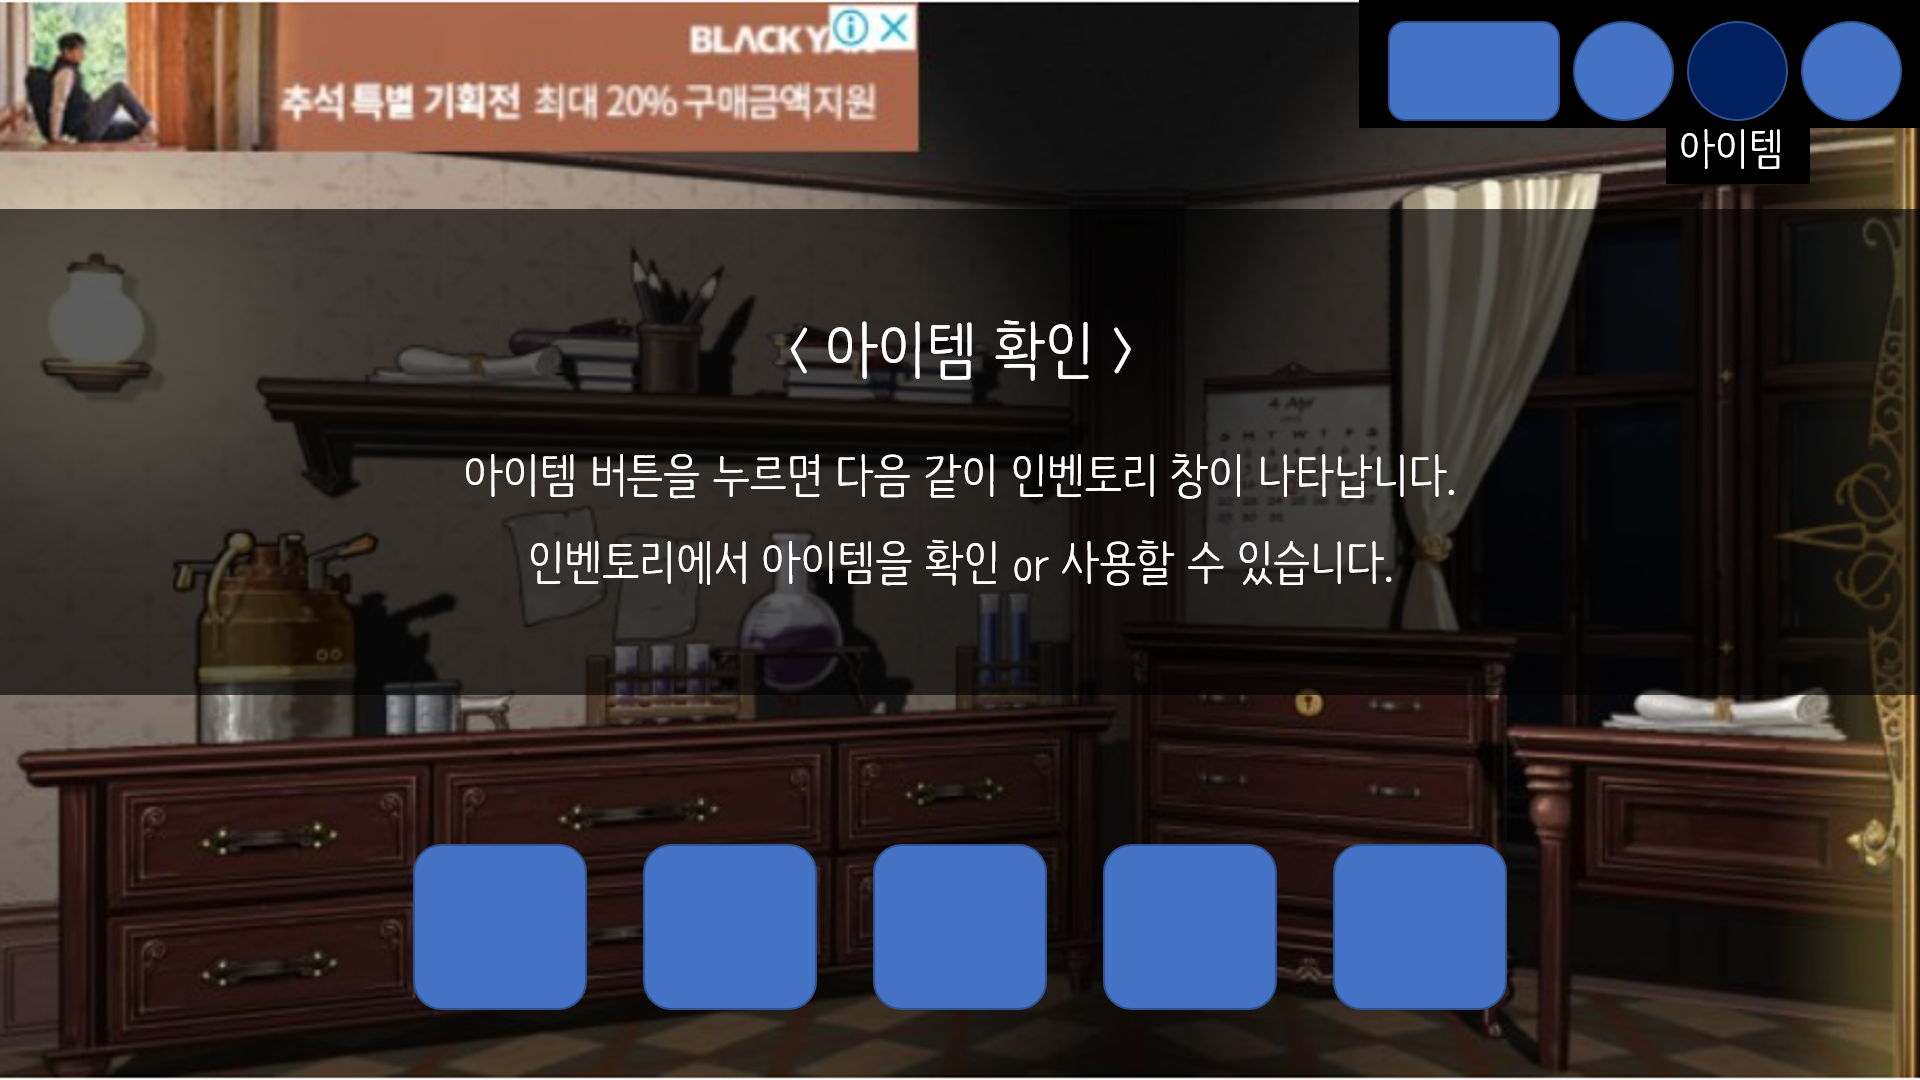 BLACK
추석 특별 기획전 최대 20% 구매금액지원
아이템
< 아이템 확인 >
4 Apr
S M T W T F S
아이템 버튼을 누르면 다음 같이 인벤토리 창이 나타납니다.
인벤토리에서 아이템을 확인 or 사용할 수 있습니다.